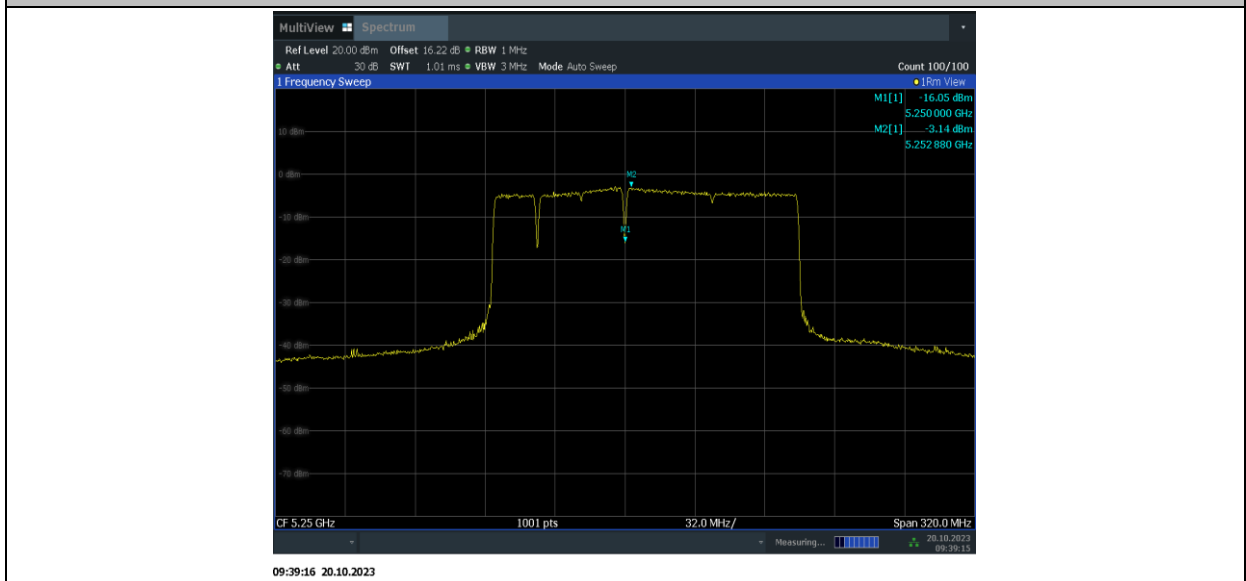 MultiView Spectrum
Ref Level 20.00 dBm Offset 16.22 dB RBW 1 MHz
Att 30 dB SWT 1.01 ms VBW 3 MHz Mode Auto Sweep Count 100/100
1 Frequency Sweep 1Rm View
M1[1] -16.05 dBm
5.250 000 GHz
M2[1] -3.14 dBm
5.252 880 GHz
10 dBm
0 dBm
M2
-10 dBm
M1
-20 dBm
-30 dBm
-40 dBm
-50 dBm
-60 dBm
-70 dBm
CF 5.25 GHz 1001 pts 32.0 MHz/ Span 320.0 MHz
Measuring... 20.10.2023
09:39:15
09:39:16 20.10.2023